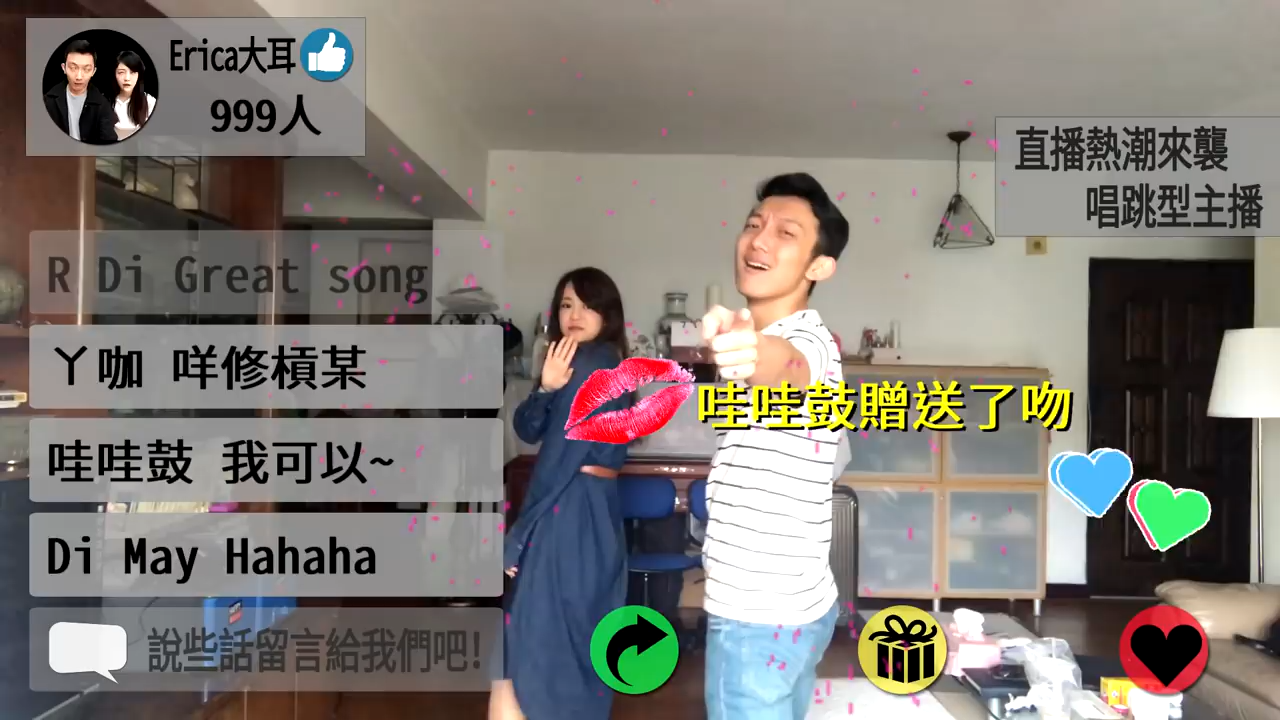 Erica大耳
999人
直播熱潮來襲
唱跳型主播
R Di Great song
丫咖 咩修槓某
哇哇鼓贈送了吻
哇哇鼓 我可以~
Di May Hahaha
說些話留言給我們吧!